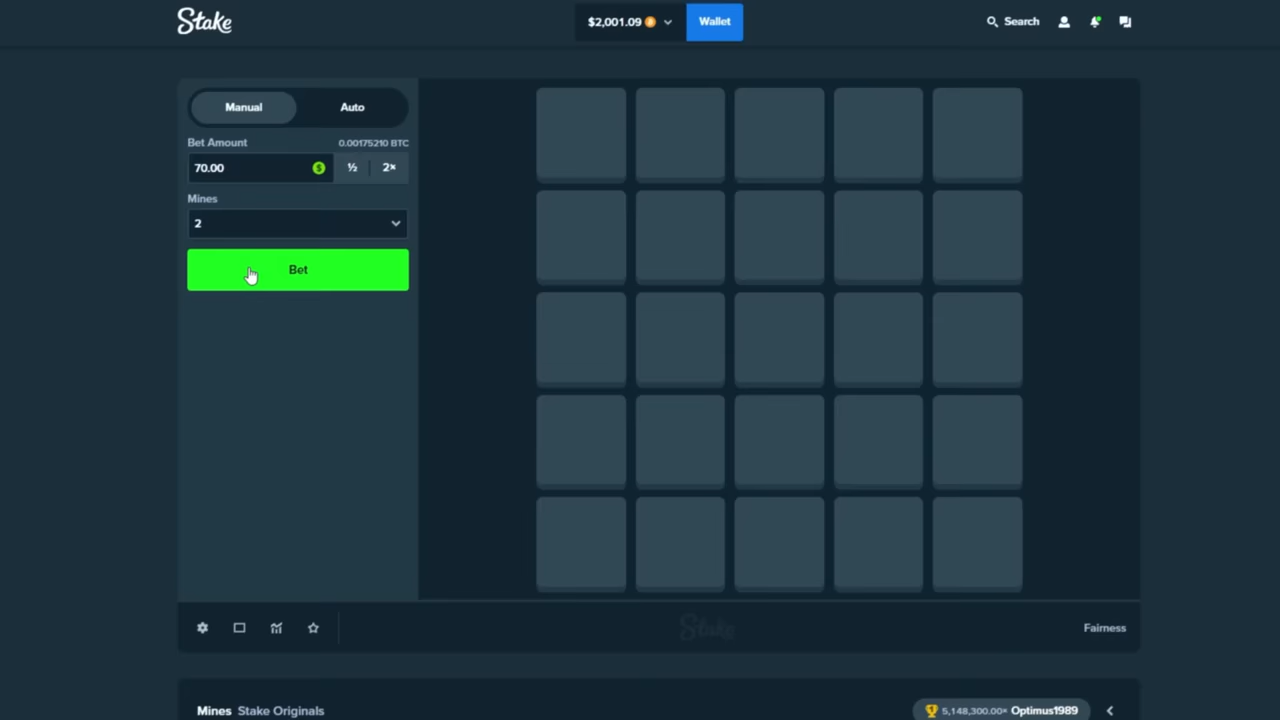 Stake
$2,001.09
Wallet
Search
Manual
Auto
Bet Amount
0.00175210 BTC
70.00
½
2×
Mines
2
Bet
Stake
Fairness
Mines Stake Originals
5,148,300.00× Optimus1989